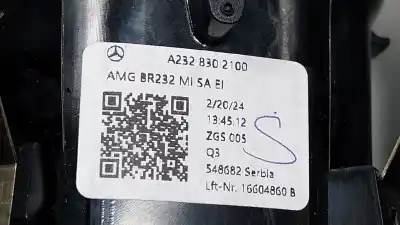 A232 830 2100
AMG BR232 MI SA EI
2/20/24
13:45.12
ZGS 005
Q3
548682 Serbia
Lft-Nr. 16604860 B
S